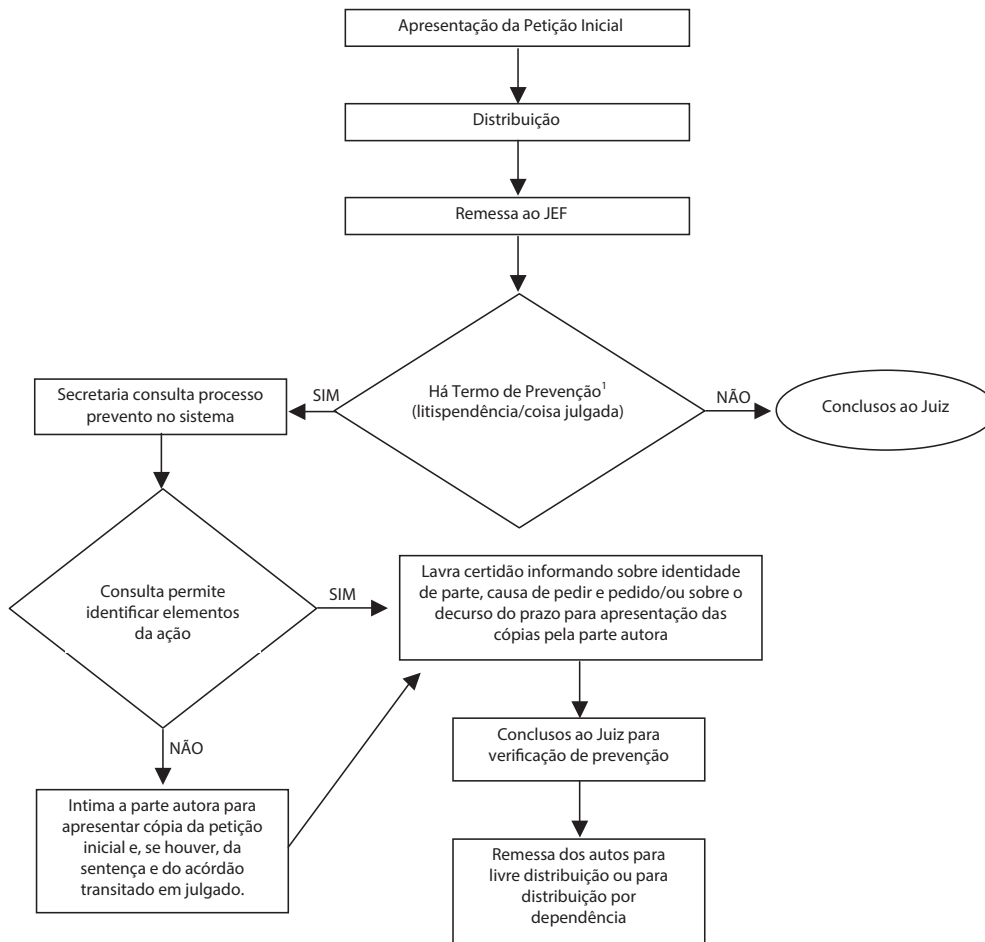 Apresentação da Petição Inicial
Distribuição
Remessa ao JEF
Há Termo de Prevenção¹
(litispendência/coisa julgada)
SIM
NÃO
Secretaria consulta processo
prevento no sistema
Conclusos ao Juiz
Consulta permite
identificar elementos
da ação
SIM
NÃO
Lavra certidão informando sobre identidade
de parte, causa de pedir e pedido/ou sobre o
decurso do prazo para apresentação das
cópias pela parte autora
Intima a parte autora para
apresentar cópia da petição
inicial e, se houver, da
sentença e do acórdão
transitado em julgado.
Conclusos ao Juiz para
verificação de prevenção
Remessa dos autos para
livre distribuição ou para
distribuição por
dependência